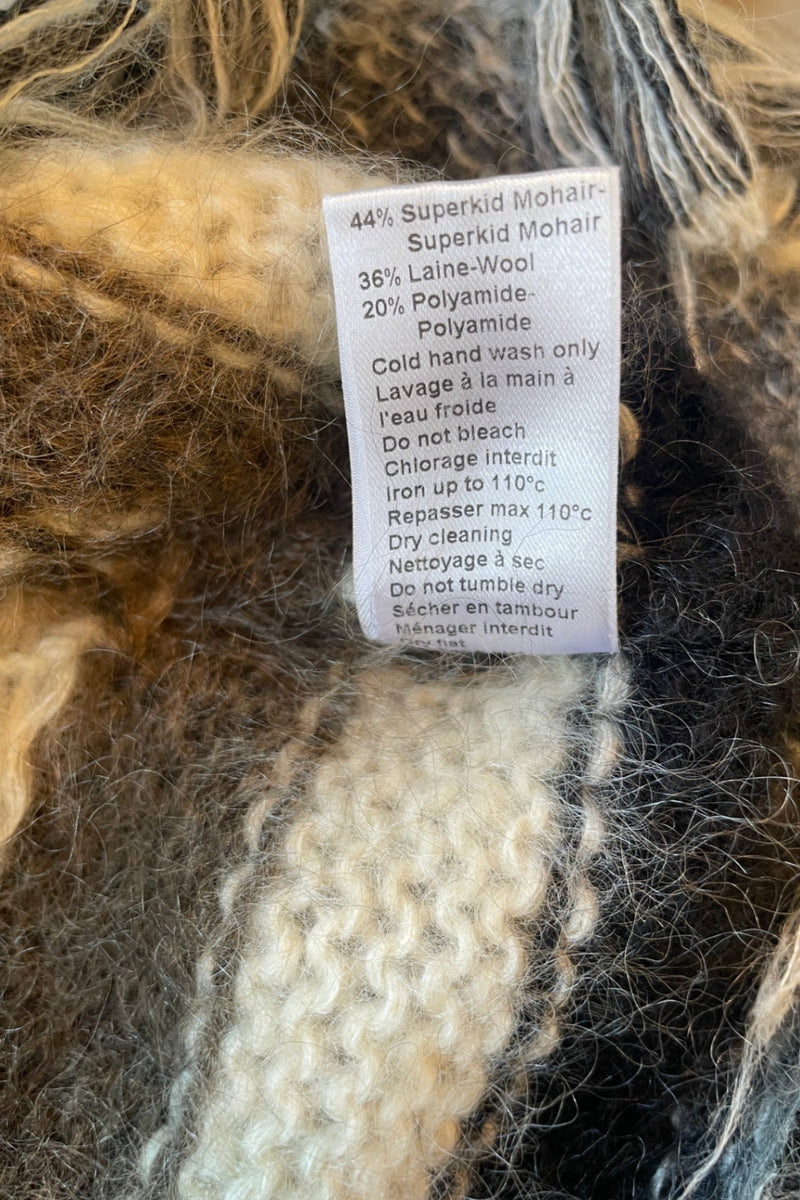 44% Superkid Mohair-
Superkid Mohair
36% Laine-Wool
20% Polyamide-
Polyamide
Cold hand wash only
Lavage à la main à
l'eau froide
Do not bleach
Chlorage interdit
Iron up to 110°c
Repasser max 110°c
Dry cleaning
Nettoyage à sec
Do not tumble dry
Sécher en tambour
Ménager interdit
Dry flat